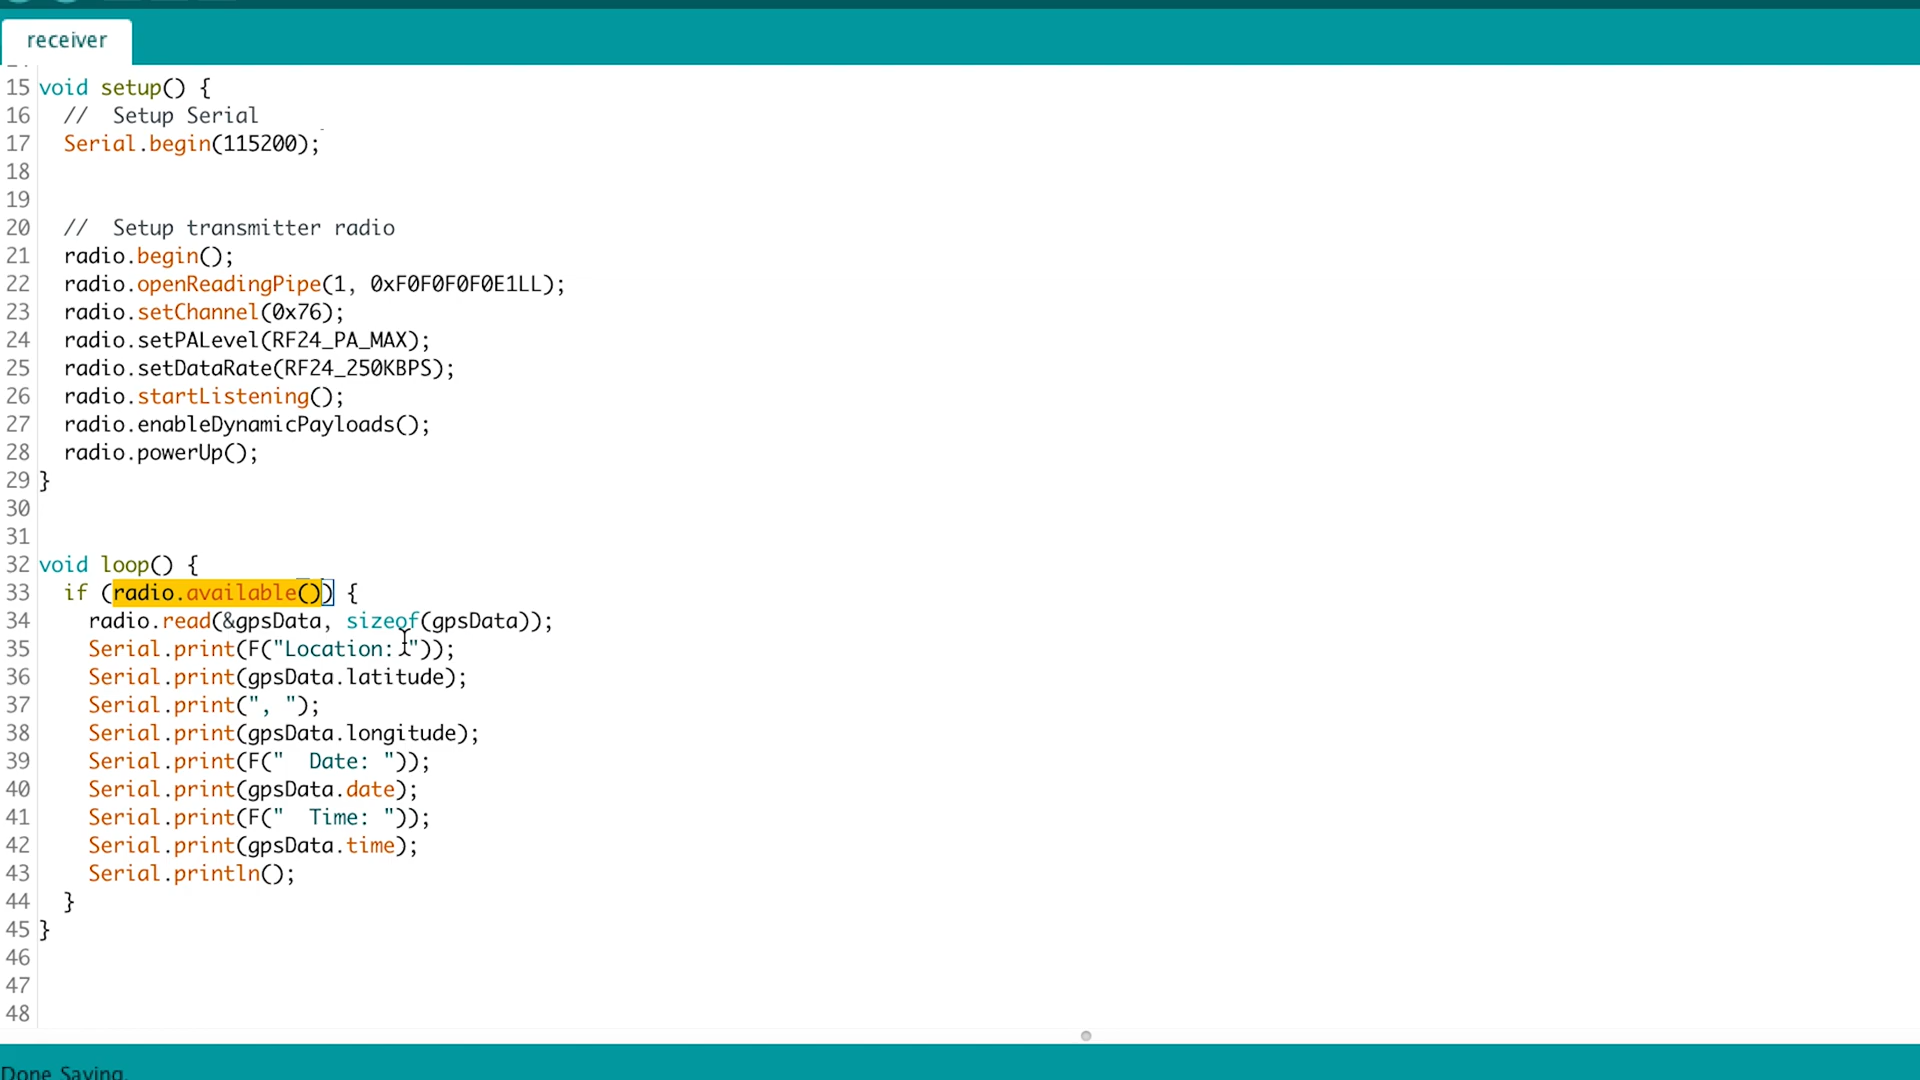 receiver
15 void setup() {
16   //  Setup Serial
17   Serial.begin(115200);
18
19
20   //  Setup transmitter radio
21   radio.begin();
22   radio.openReadingPipe(1, 0xF0F0F0F0E1LL);
23   radio.setChannel(0x76);
24   radio.setPALevel(RF24_PA_MAX);
25   radio.setDataRate(RF24_250KBPS);
26   radio.startListening();
27   radio.enableDynamicPayloads();
28   radio.powerUp();
29 }
30
31
32 void loop() {
33   if (radio.available()) {
34     radio.read(&gpsData, sizeof(gpsData));
35     Serial.print(F("Location: "));
36     Serial.print(gpsData.latitude);
37     Serial.print(", ");
38     Serial.print(gpsData.longitude);
39     Serial.print(F("  Date: "));
40     Serial.print(gpsData.date);
41     Serial.print(F("  Time: "));
42     Serial.print(gpsData.time);
43     Serial.println();
44   }
45 }
46
47
48
Done Saving.